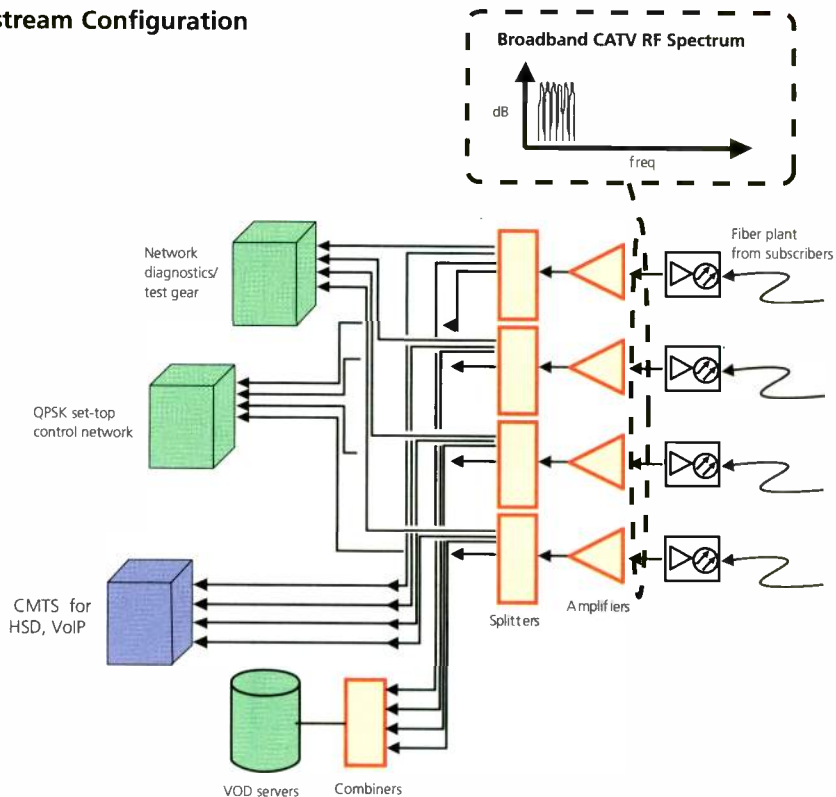 stream Configuration
Broadband CATV RF Spectrum
dB
freq
Network
diagnostics/
test gear
Fiber plant
from subscribers
QPSK set-top
control network
CMTS for
HSD, VoIP
Splitters
Amplifiers
VOD servers
Combiners